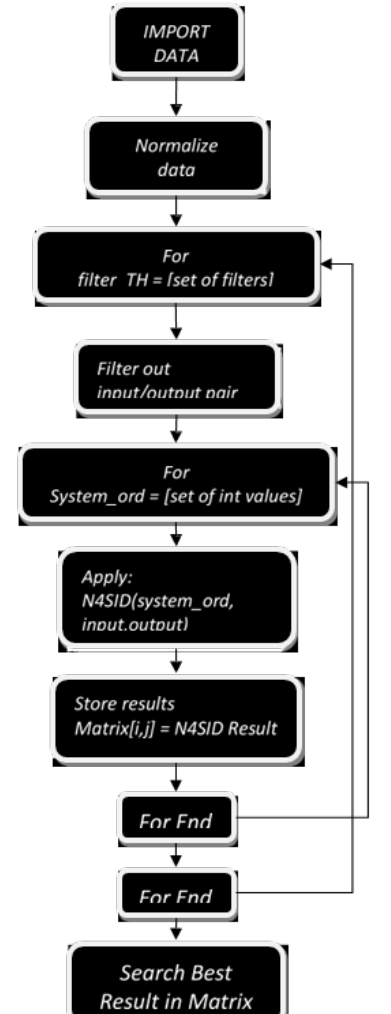 IMPORT
DATA
Normalize
data
For
filter_TH = [set of filters]
Filter out
input/output pair
For
System_ord = [set of int values]
Apply:
N4SID(system_ord,
input,output)
Store results
Matrix[i,j] = N4SID Result
For End
For End
Search Best
Result in Matrix